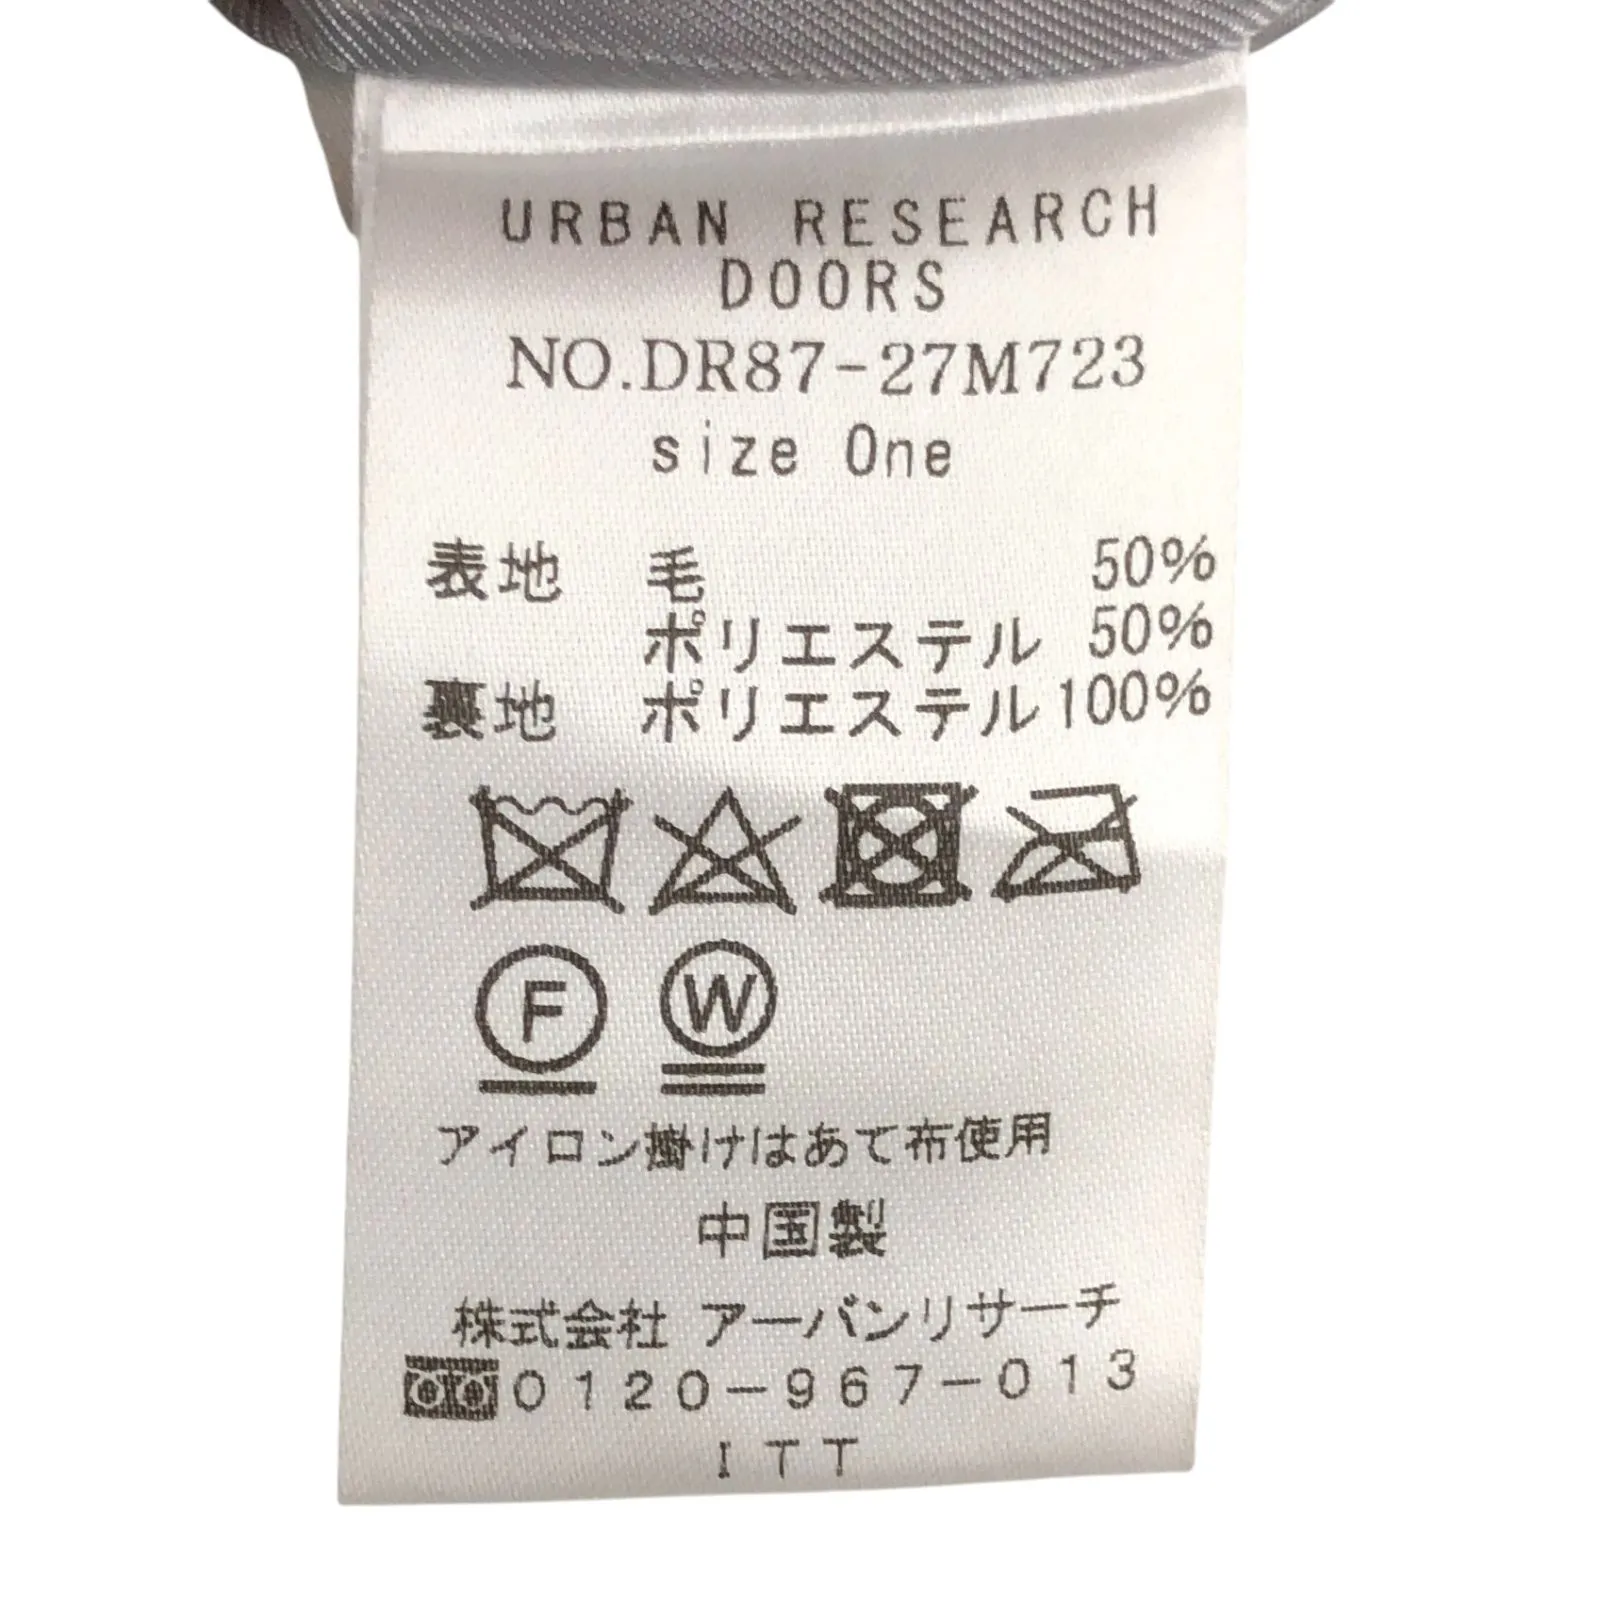 URBAN RESEARCH
DOORS
NO.DR87-27M723
size One
表地 毛 50%
ポリエステル 50%
裏地 ポリエステル 100%
F W
アイロン掛けはあて布使用
中国製
株式会社 アーバンリサーチ
0120-967-013
ITT